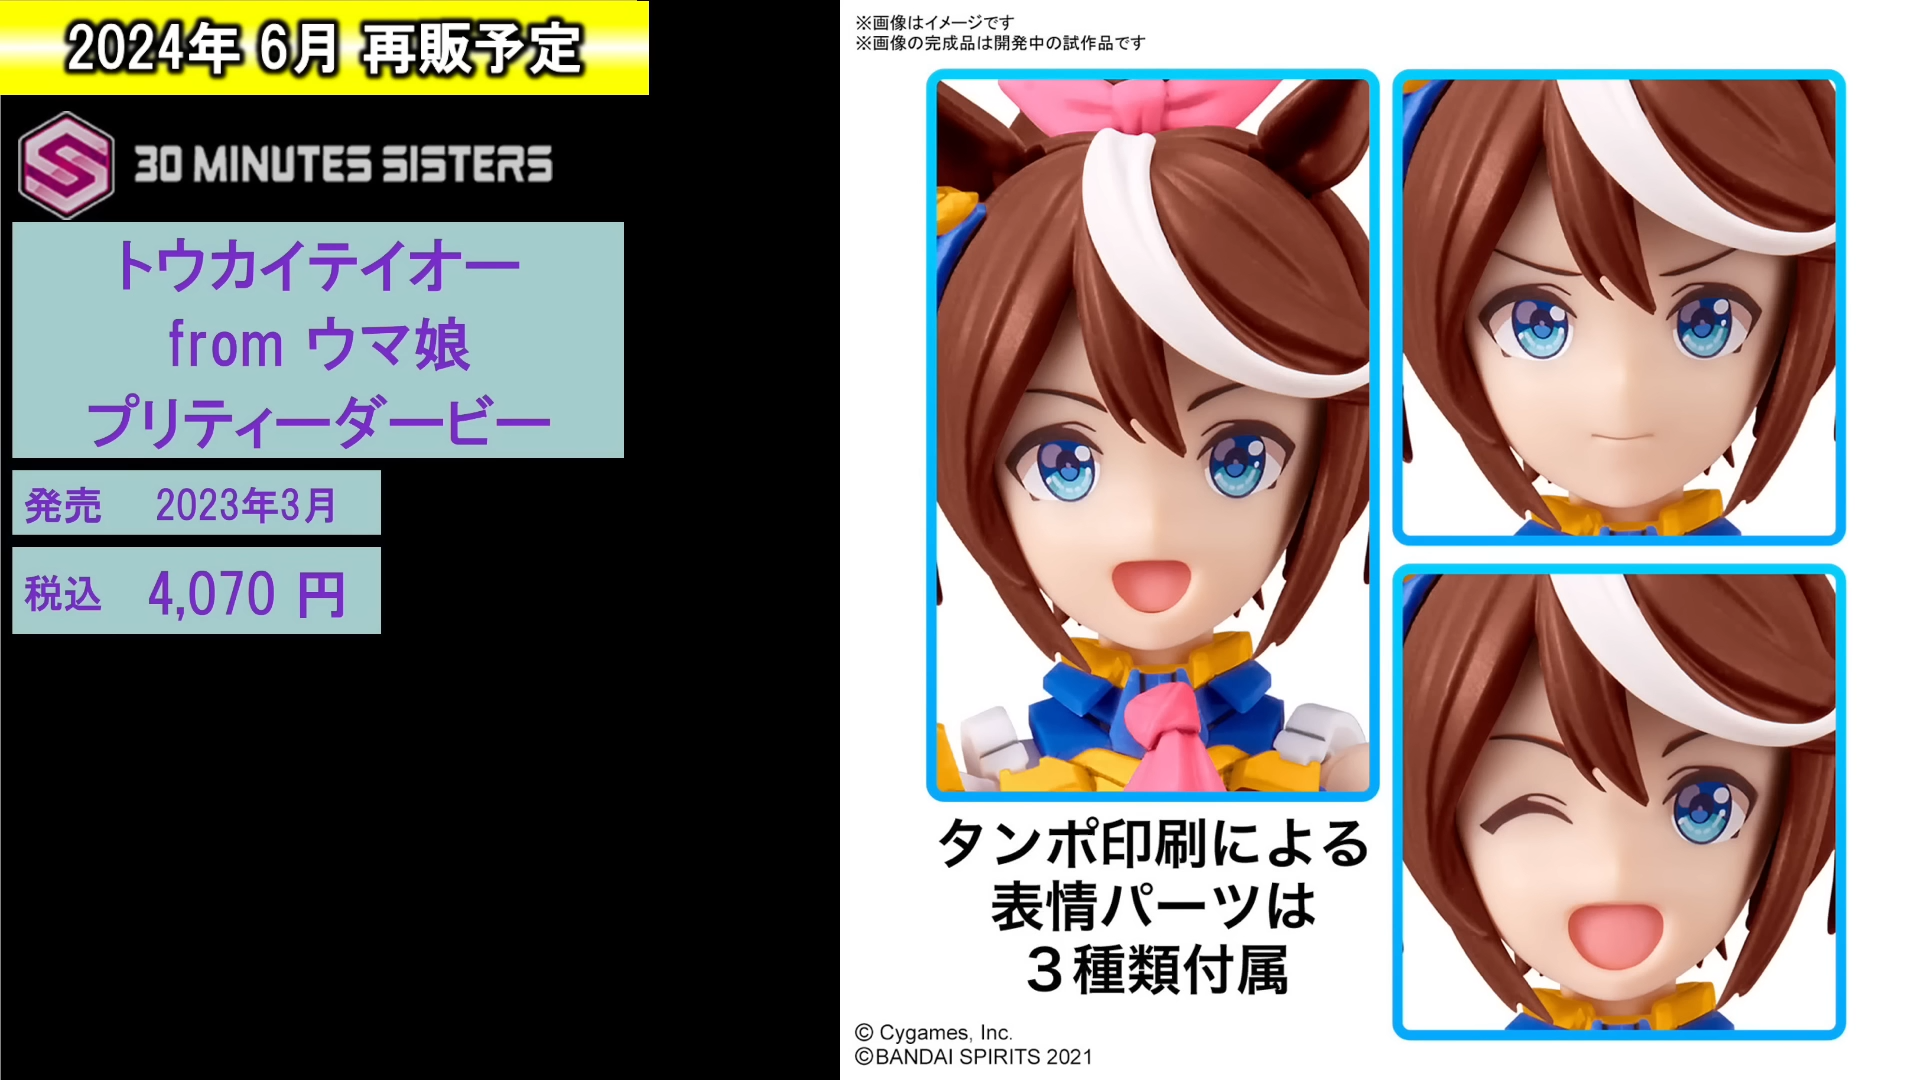 2024年 6月 再販予定
30 MINUTES SISTERS
トウカイテイオー
from ウマ娘
プリティーダービー
発売 2023年3月
税込 4,070 円
※画像はイメージです
※画像の完成品は開発中の試作品です
タンポ印刷による
表情パーツは
３種類付属
© Cygames, Inc.
©BANDAI SPIRITS 2021